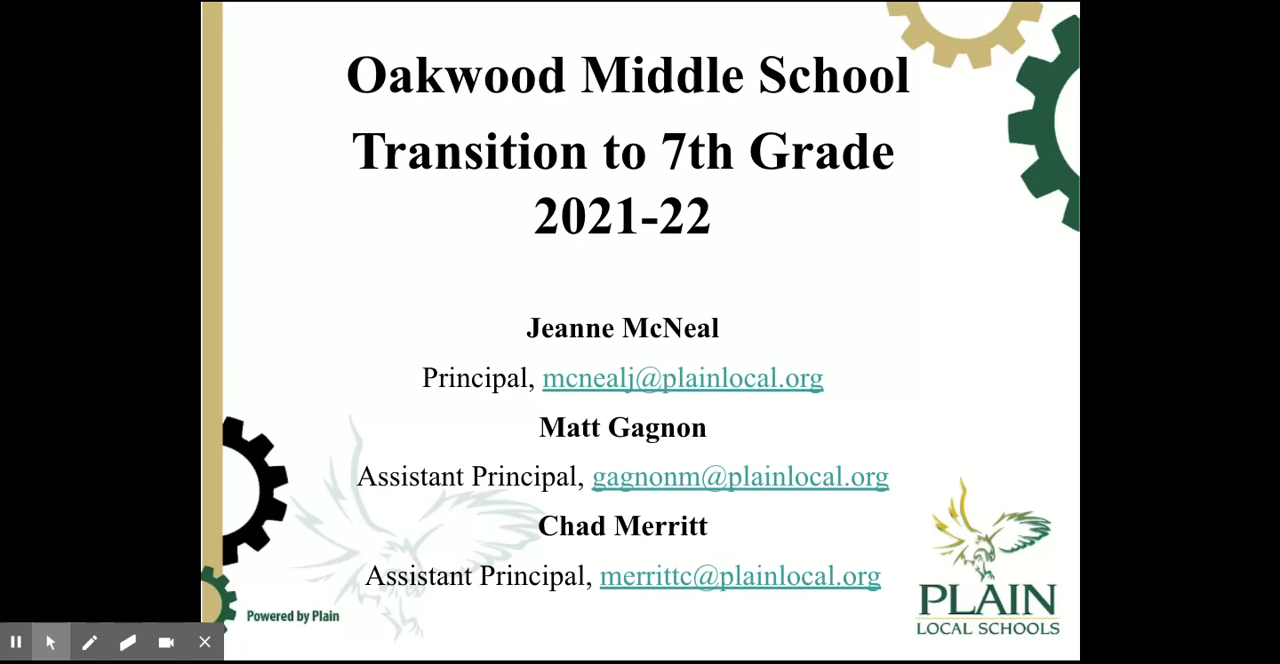 Oakwood Middle School
Transition to 7th Grade
2021-22
Jeanne McNeal
Principal, mcnealj@plainlocal.org
Matt Gagnon
Assistant Principal, gagnonm@plainlocal.org
Chad Merritt
Assistant Principal, merrittc@plainlocal.org
Powered by Plain
PLAIN
LOCAL SCHOOLS